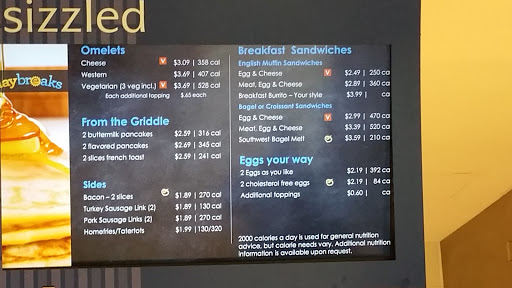 sizzled
aybreaks
Omelets
Cheese V $3.09 | 358 cal
Western $3.69 | 407 cal
Vegetarian (3 veg incl.) V $3.69 | 528 cal
Each additional topping $.65 each
From the Griddle
2 buttermilk pancakes $2.59 | 316 cal
2 flavored pancakes $2.69 | 345 cal
2 slices french toast $2.59 | 241 cal
Sides
Bacon – 2 slices $1.89 | 270 cal
Turkey Sausage Link (2) $1.89 | 130 cal
Pork Sausage Links (2) $1.89 | 270 cal
Homefries/Tatertots $1.99 |130/320
Breakfast Sandwiches
English Muffin Sandwiches
Egg & Cheese V $2.49 | 250 ca
Meat, Egg & Cheese $2.89 | 360 ca
Breakfast Burrito – Your style $3.99 | ca
Bagel or Croissant Sandwiches
Egg & Cheese V $2.99 | 470 ca
Meat, Egg & Cheese $3.39 | 520 ca
Southwest Bagel Melt $3.59 | 210 ca
Eggs your way
2 Eggs as you like $2.19 | 392 ca
2 cholesterol free eggs $2.19 | 84 ca
Additional toppings $0.60 | ca
2000 calories a day is used for general nutrition
advice, but calorie needs vary. Additional nutrition
information is available upon request.